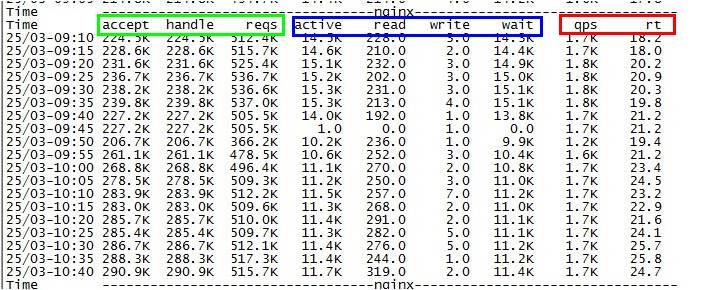 Time              ----------------------------------nginx---------------------------------
accept handle reqs active read write wait qps rt
25/03-09:10 224.5K 224.5K 512.4K 14.5K 228.0 3.0 14.3K 1.7K 18.2
25/03-09:15 228.6K 228.6K 515.7K 14.6K 210.0 2.0 14.4K 1.7K 18.0
25/03-09:20 231.6K 231.6K 525.4K 15.1K 232.0 3.0 14.9K 1.8K 20.2
25/03-09:25 236.7K 236.7K 536.7K 15.2K 202.0 3.0 15.0K 1.8K 20.9
25/03-09:30 238.2K 238.2K 536.6K 15.3K 231.0 3.0 15.1K 1.8K 20.3
25/03-09:35 239.8K 239.8K 537.0K 15.3K 213.0 4.0 15.1K 1.8K 19.8
25/03-09:40 227.2K 227.2K 505.5K 14.0K 192.0 1.0 13.8K 1.7K 21.2
25/03-09:45 227.2K 227.2K 505.5K 1.0 0.0 1.0 0.0 1.7K 21.2
25/03-09:50 206.7K 206.7K 366.2K 10.2K 236.0 1.0 9.9K 1.2K 19.4
25/03-09:55 261.1K 261.1K 478.5K 10.6K 252.0 3.0 10.4K 1.6K 21.2
25/03-10:00 268.8K 268.8K 496.4K 11.1K 270.0 2.0 10.8K 1.7K 23.4
25/03-10:05 278.5K 278.5K 509.3K 11.2K 250.0 3.0 11.0K 1.7K 24.5
25/03-10:10 283.9K 283.9K 512.2K 11.5K 257.0 7.0 11.2K 1.7K 23.2
25/03-10:15 283.0K 283.0K 509.6K 11.3K 268.0 2.0 11.0K 1.7K 22.9
25/03-10:20 285.7K 285.7K 510.0K 11.4K 291.0 2.0 11.1K 1.7K 21.6
25/03-10:25 285.4K 285.4K 509.7K 11.3K 282.0 5.0 11.1K 1.7K 24.1
25/03-10:30 286.7K 286.7K 512.1K 11.4K 276.0 5.0 11.2K 1.7K 25.7
25/03-10:35 288.3K 288.3K 517.3K 11.4K 244.0 1.0 11.2K 1.7K 25.8
25/03-10:40 290.9K 290.9K 515.7K 11.7K 319.0 2.0 11.4K 1.7K 24.7
Time              ----------------------------------nginx---------------------------------